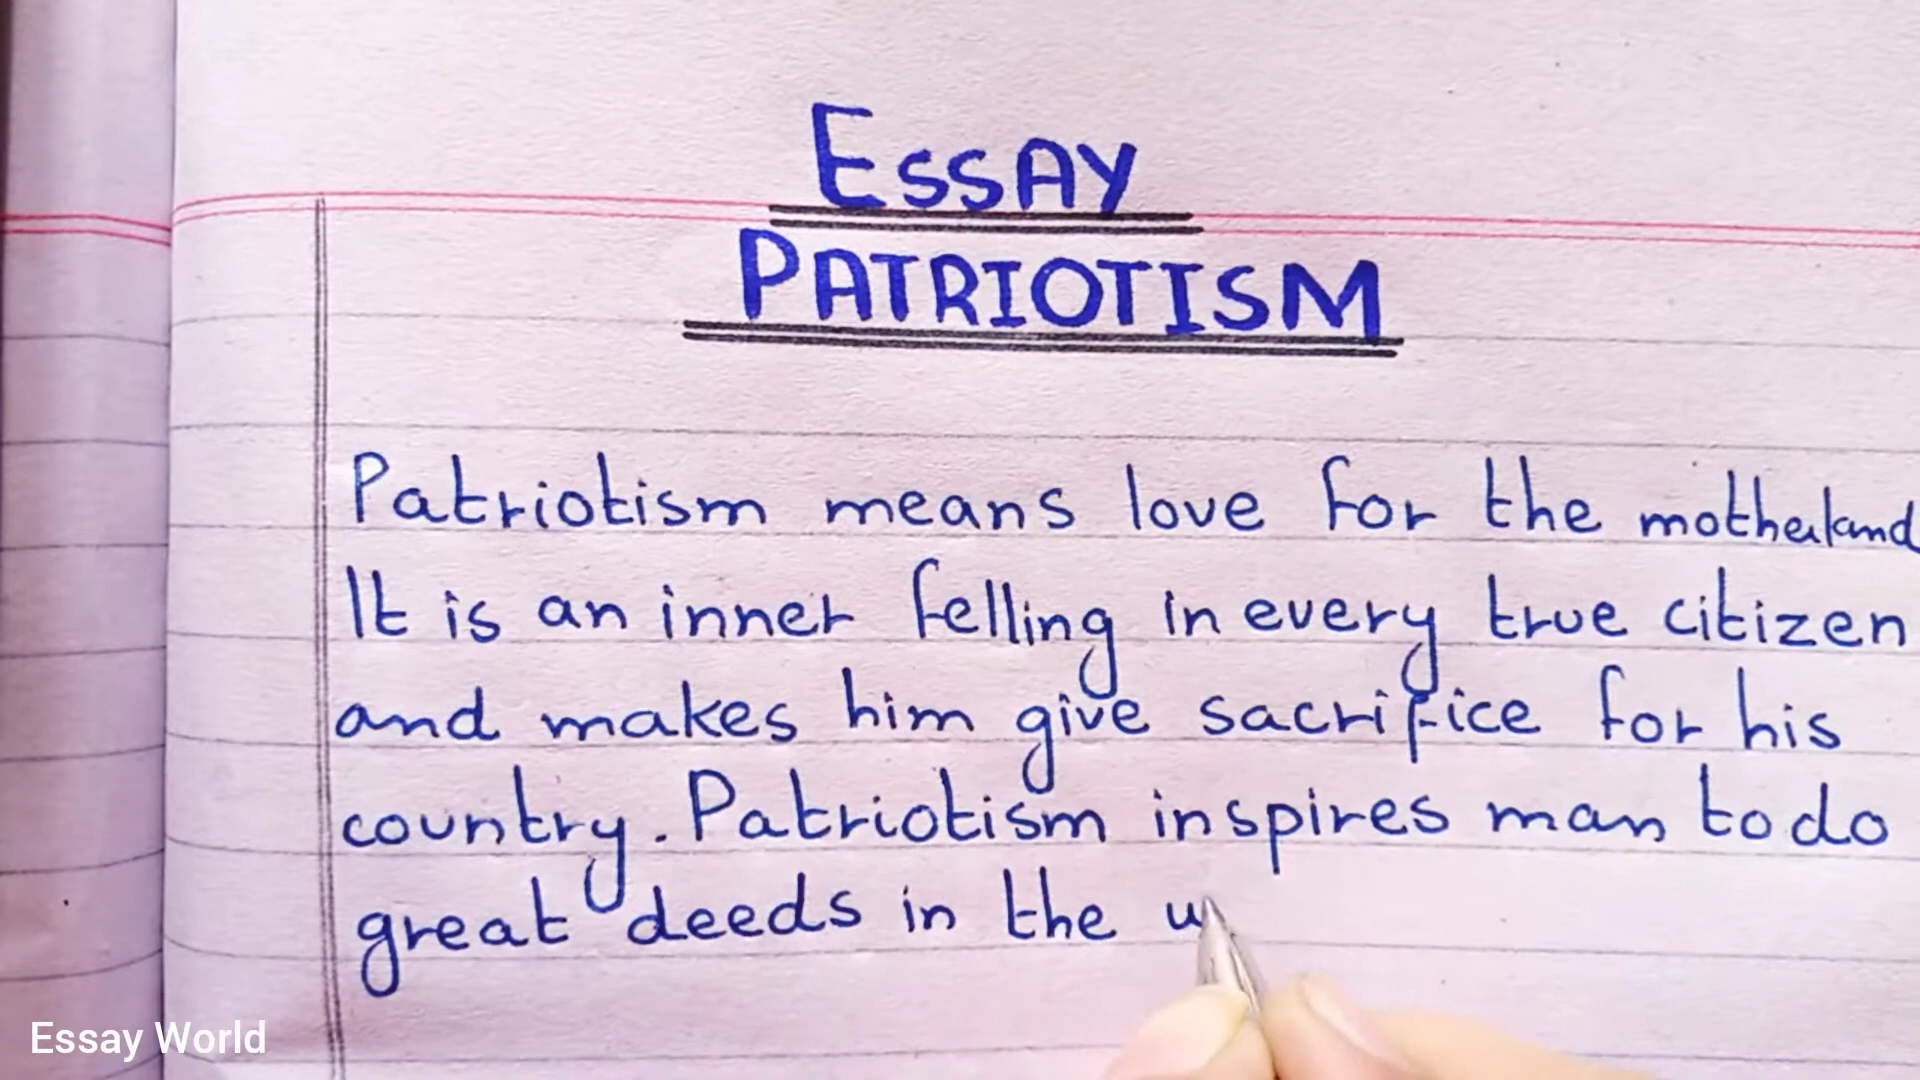 ESSAY
PATRIOTISM
Patriotism means love for the motherland
It is an inner felling in every true citizen
and makes him give sacrifice for his
country. Patriotism inspires man to do
great deeds in the
Essay World